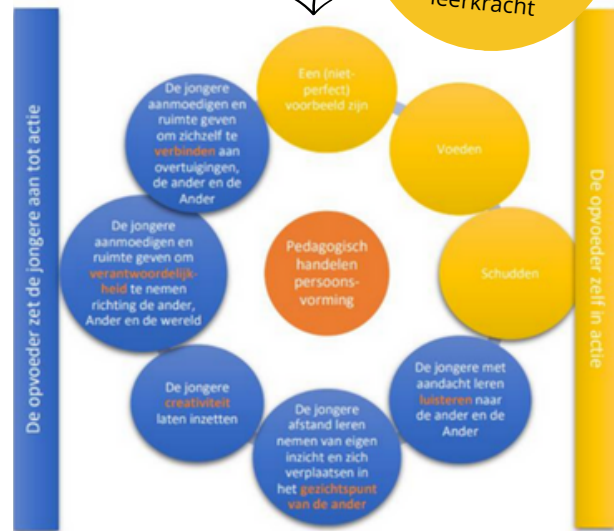 leerkracht
De opvoeder zet de jongere aan tot actie
De opvoeder zelf in actie
Een (niet-
perfect)
voorbeeld zijn
Voeden
Schudden
De jongere met
aandacht leren
luisteren naar
de ander en de
Ander
De jongere
afstand leren
nemen van eigen
inzicht en zich
verplaatsen in
het gezichtspunt
van de ander
De jongere
creativiteit
laten inzetten
De jongere
aanmoedigen en
ruimte geven om
verantwoordelijk-
heid te nemen
richting de ander,
Ander en de wereld
De jongere
aanmoedigen en
ruimte geven
om zichzelf te
verbinden aan
overtuigingen,
de ander en de
Ander
Pedagogisch
handelen
persoons-
vorming